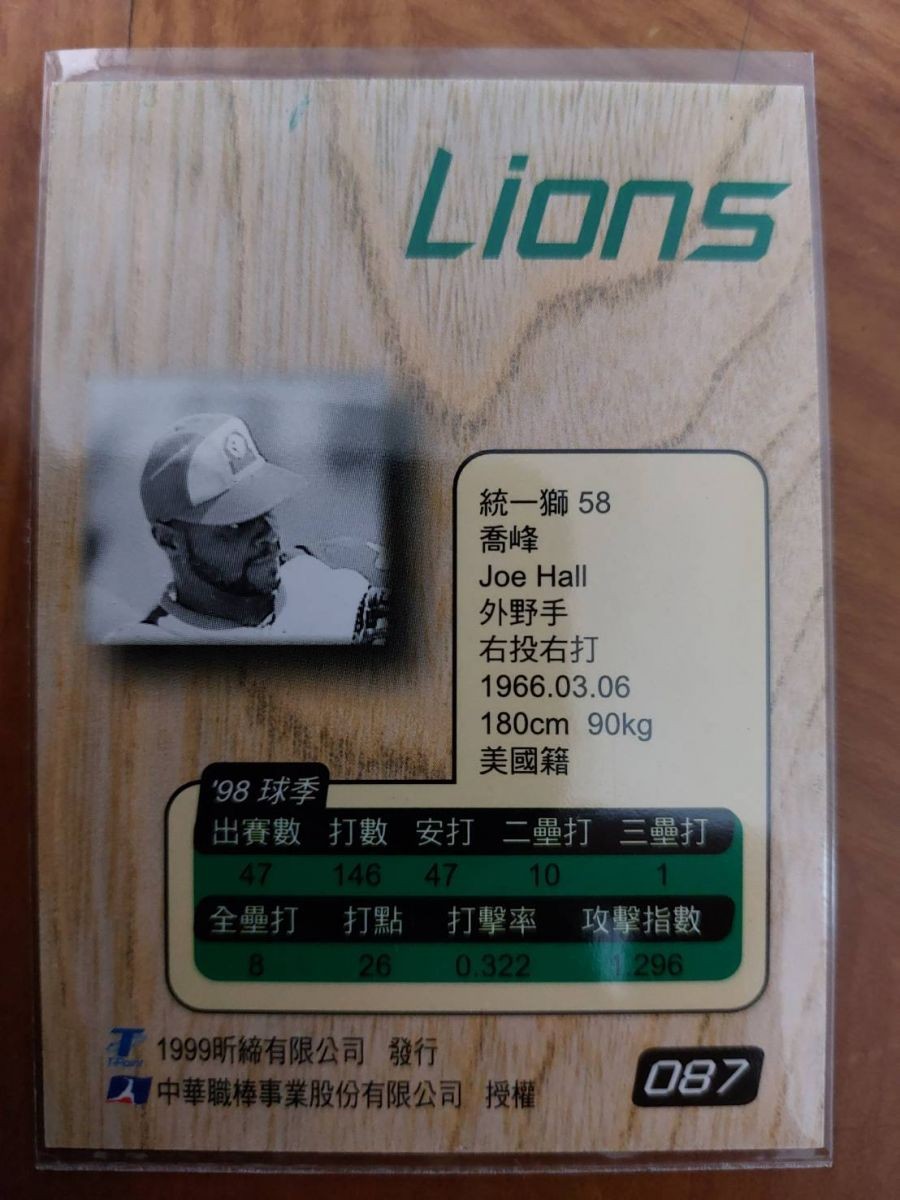 Lions
統一獅 58
喬峰
Joe Hall
外野手
右投右打
1966.03.06
180cm 90kg
美國籍
'98 球季
出賽數 打數 安打 二壘打 三壘打
47 146 47 10 1
全壘打 打點 打擊率 攻擊指數
8 26 0.322 1.296
T-Point
1999昕締有限公司 發行
中華職棒事業股份有限公司 授權
087